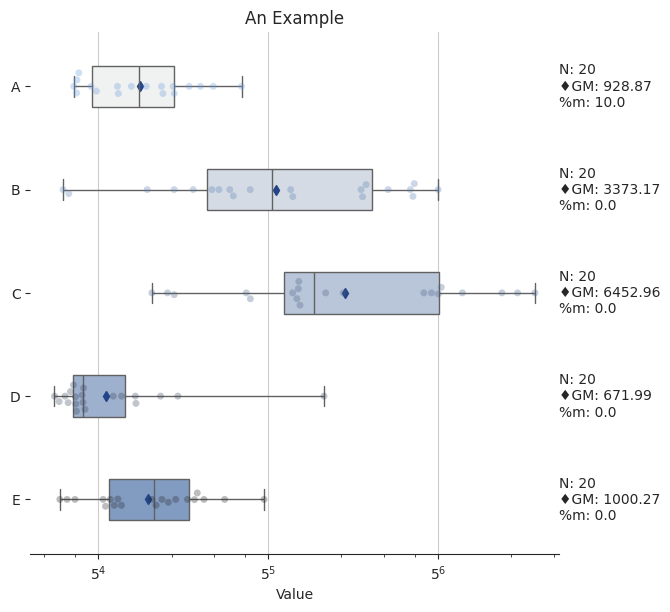 An Example
A
N: 20
♦GM: 928.87
%m: 10.0
B
N: 20
♦GM: 3373.17
%m: 0.0
C
N: 20
♦GM: 6452.96
%m: 0.0
D
N: 20
♦GM: 671.99
%m: 0.0
E
N: 20
♦GM: 1000.27
%m: 0.0
5⁴ 5⁵ 5⁶
Value